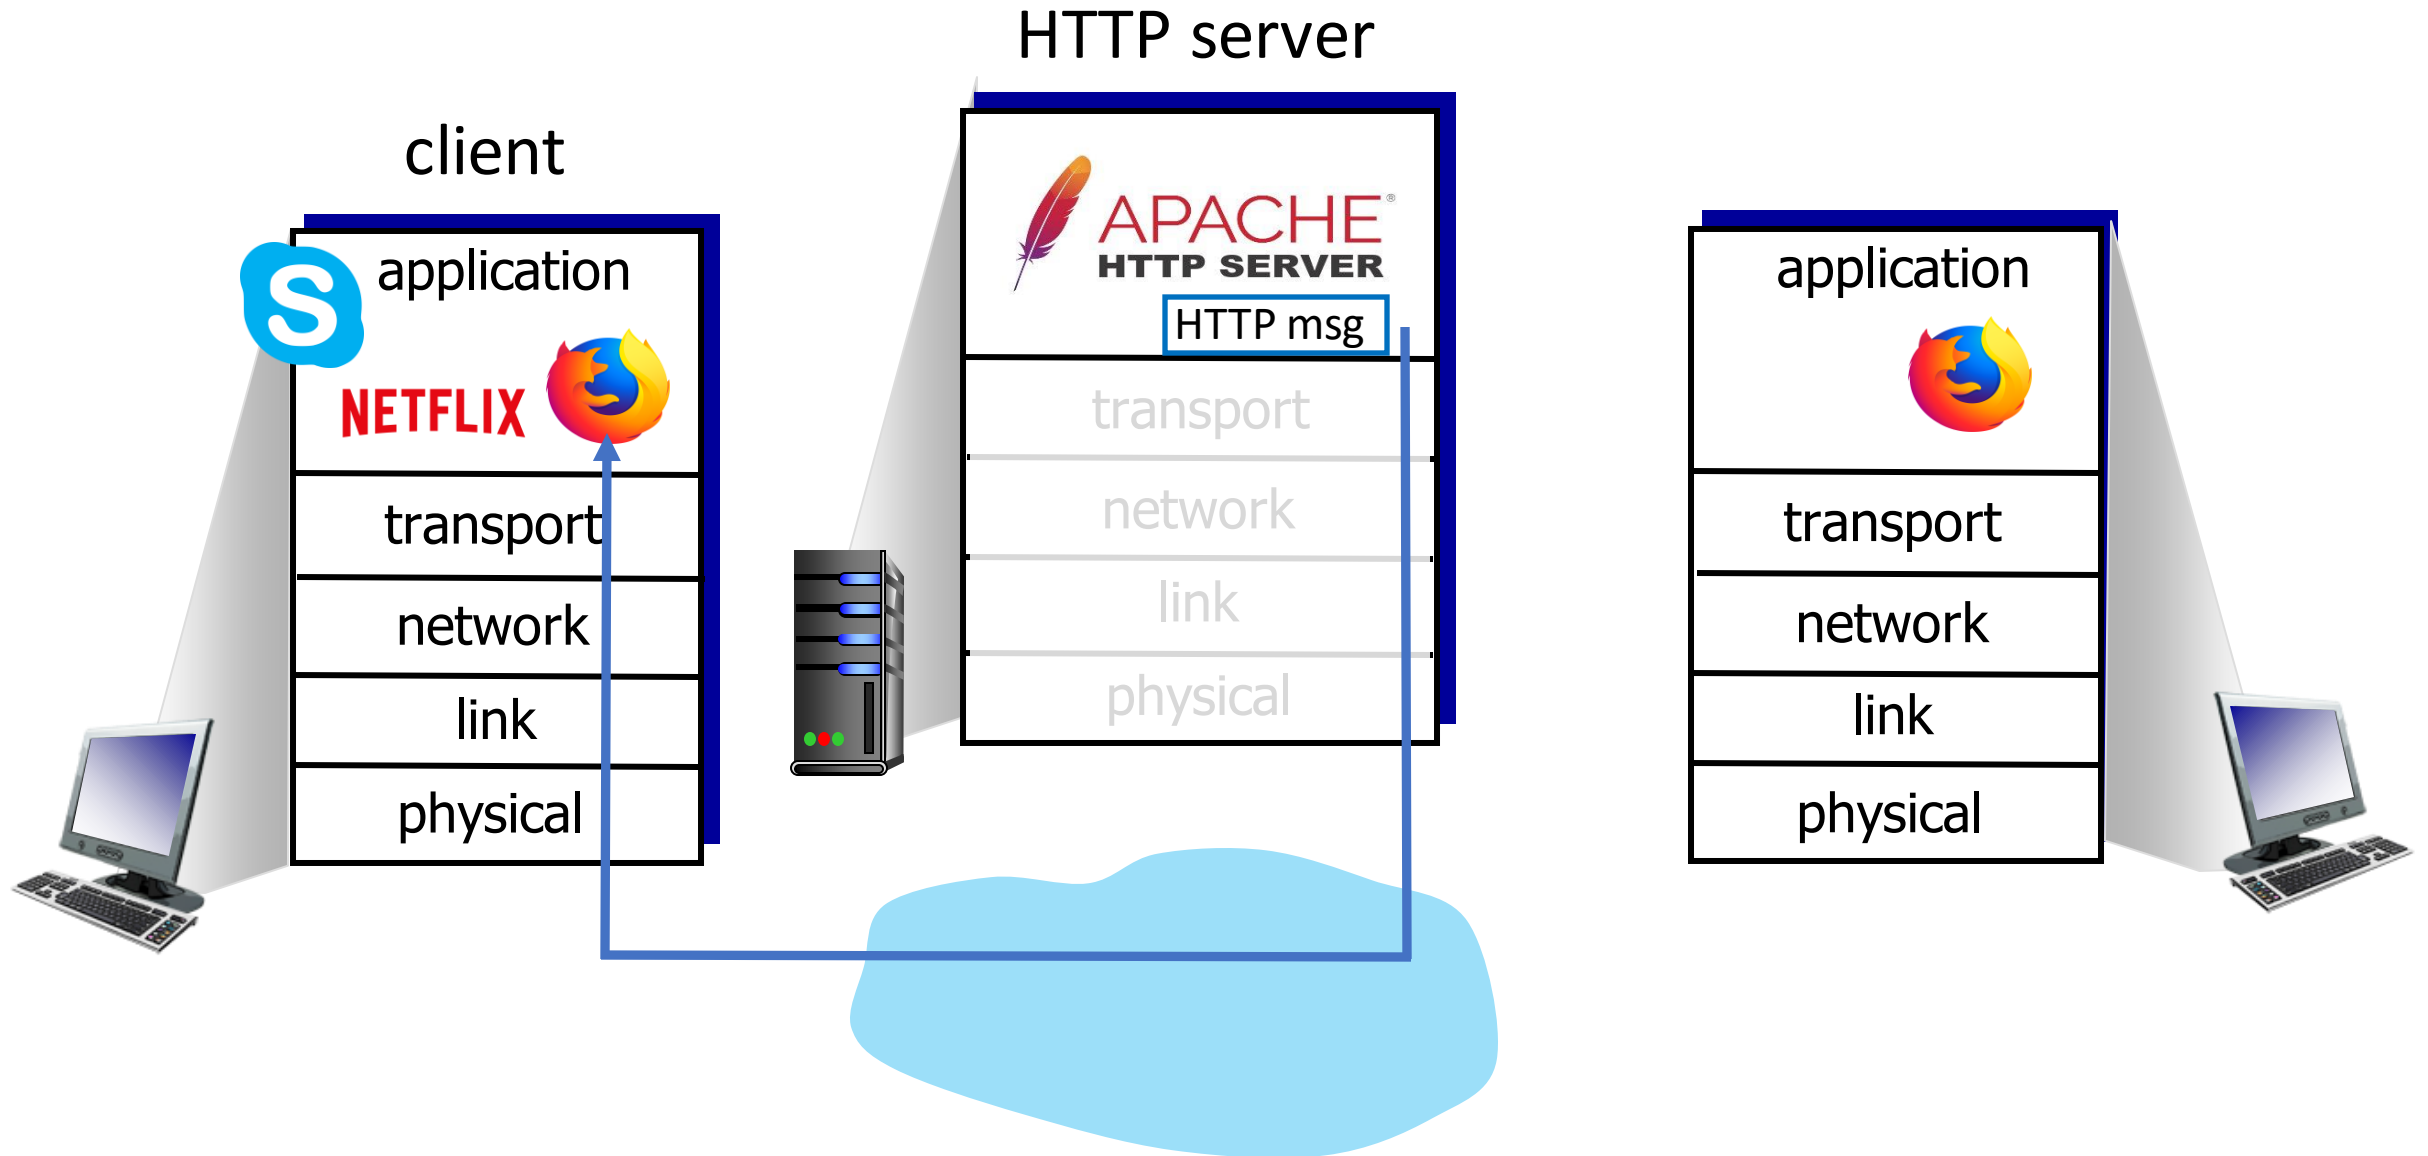 HTTP server
client
application
S
NETFLIX
transport
network
link
physical
APACHE®
HTTP SERVER
HTTP msg
transport
network
link
physical
application
transport
network
link
physical